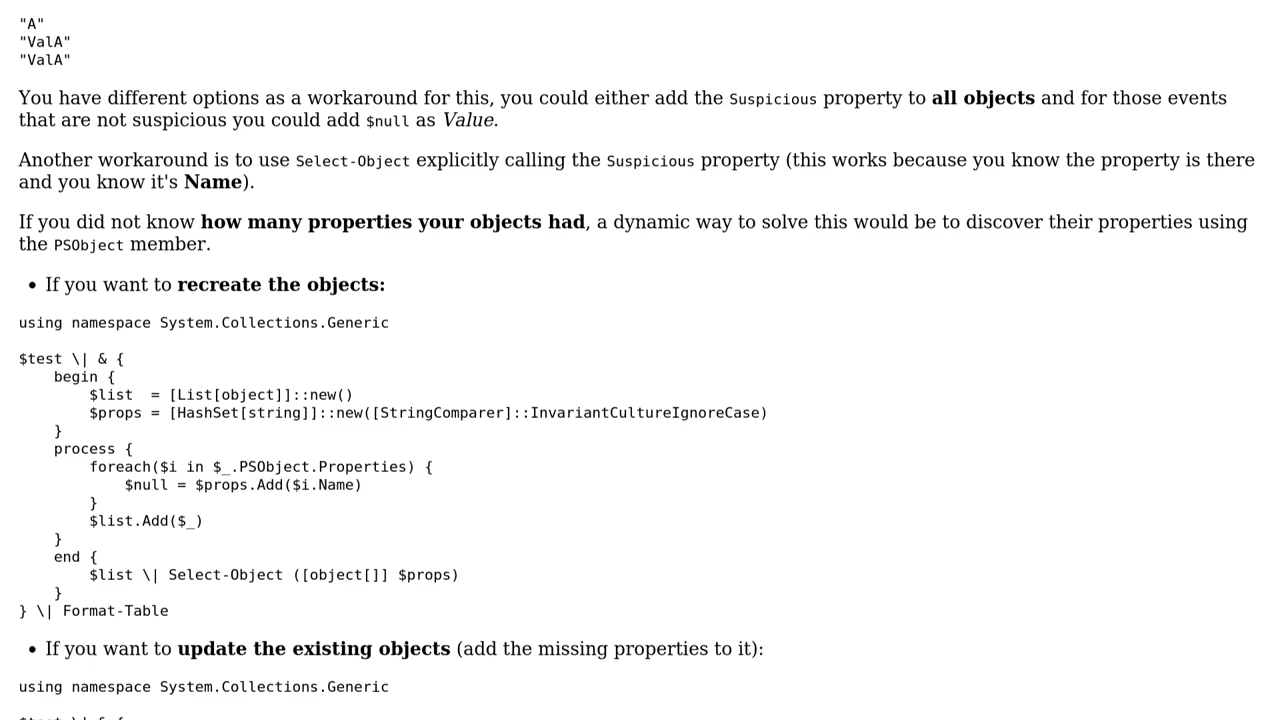 "A"
"ValA"
"ValA"
You have different options as a workaround for this, you could either add the Suspicious property to all objects and for those events
that are not suspicious you could add $null as Value.
Another workaround is to use Select-Object explicitly calling the Suspicious property (this works because you know the property is there
and you know it's Name).
If you did not know how many properties your objects had, a dynamic way to solve this would be to discover their properties using
the PSObject member.
• If you want to recreate the objects:
using namespace System.Collections.Generic
$test \| & {
    begin {
        $list  = [List[object]]::new()
        $props = [HashSet[string]]::new([StringComparer]::InvariantCultureIgnoreCase)
    }
    process {
        foreach($i in $_.PSObject.Properties) {
            $null = $props.Add($i.Name)
        }
        $list.Add($_)
    }
    end {
        $list \| Select-Object ([object[]] $props)
    }
} \| Format-Table
• If you want to update the existing objects (add the missing properties to it):
using namespace System.Collections.Generic